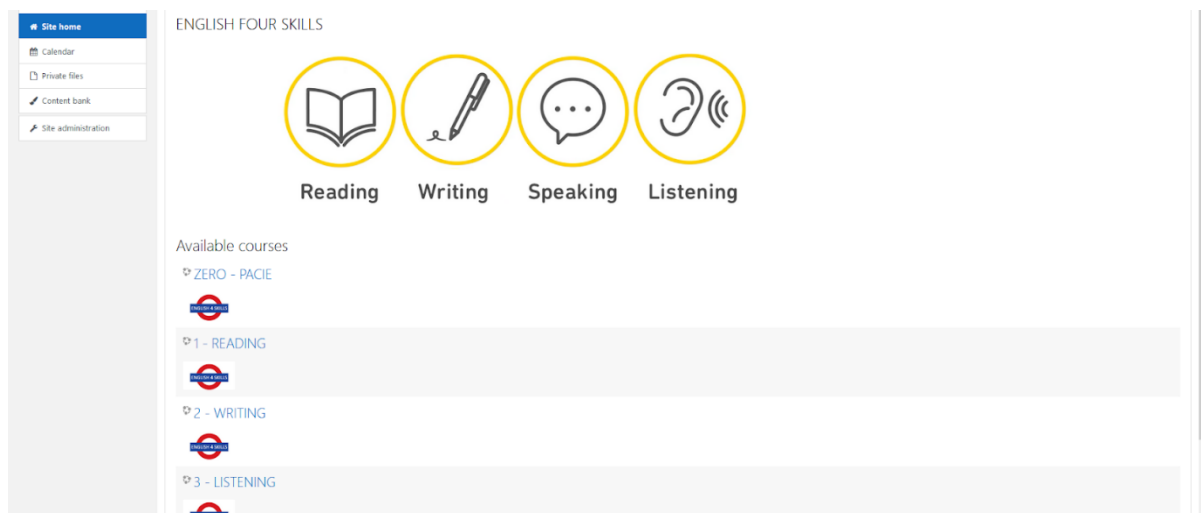 Site home
Calendar
Private files
Content bank
Site administration
ENGLISH FOUR SKILLS
Reading Writing Speaking Listening
Available courses
ZERO - PACIE
ENGLISH 4 SKILLS
1 - READING
ENGLISH 4 SKILLS
2 - WRITING
ENGLISH 4 SKILLS
3 - LISTENING